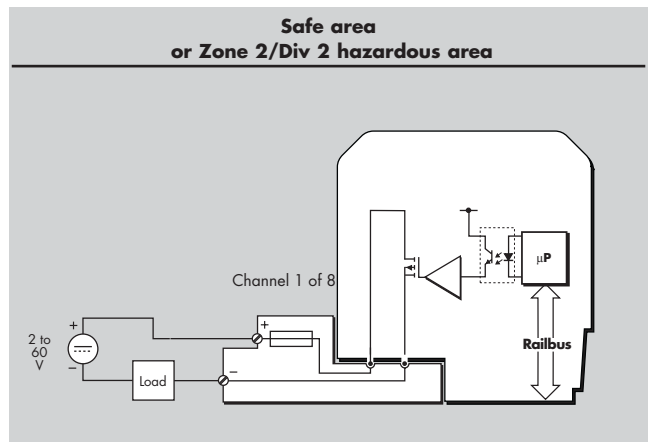 Safe area
or Zone 2/Div 2 hazardous area
µP
Channel 1 of 8
+
+
2 to
60
V
Railbus
−
−
Load